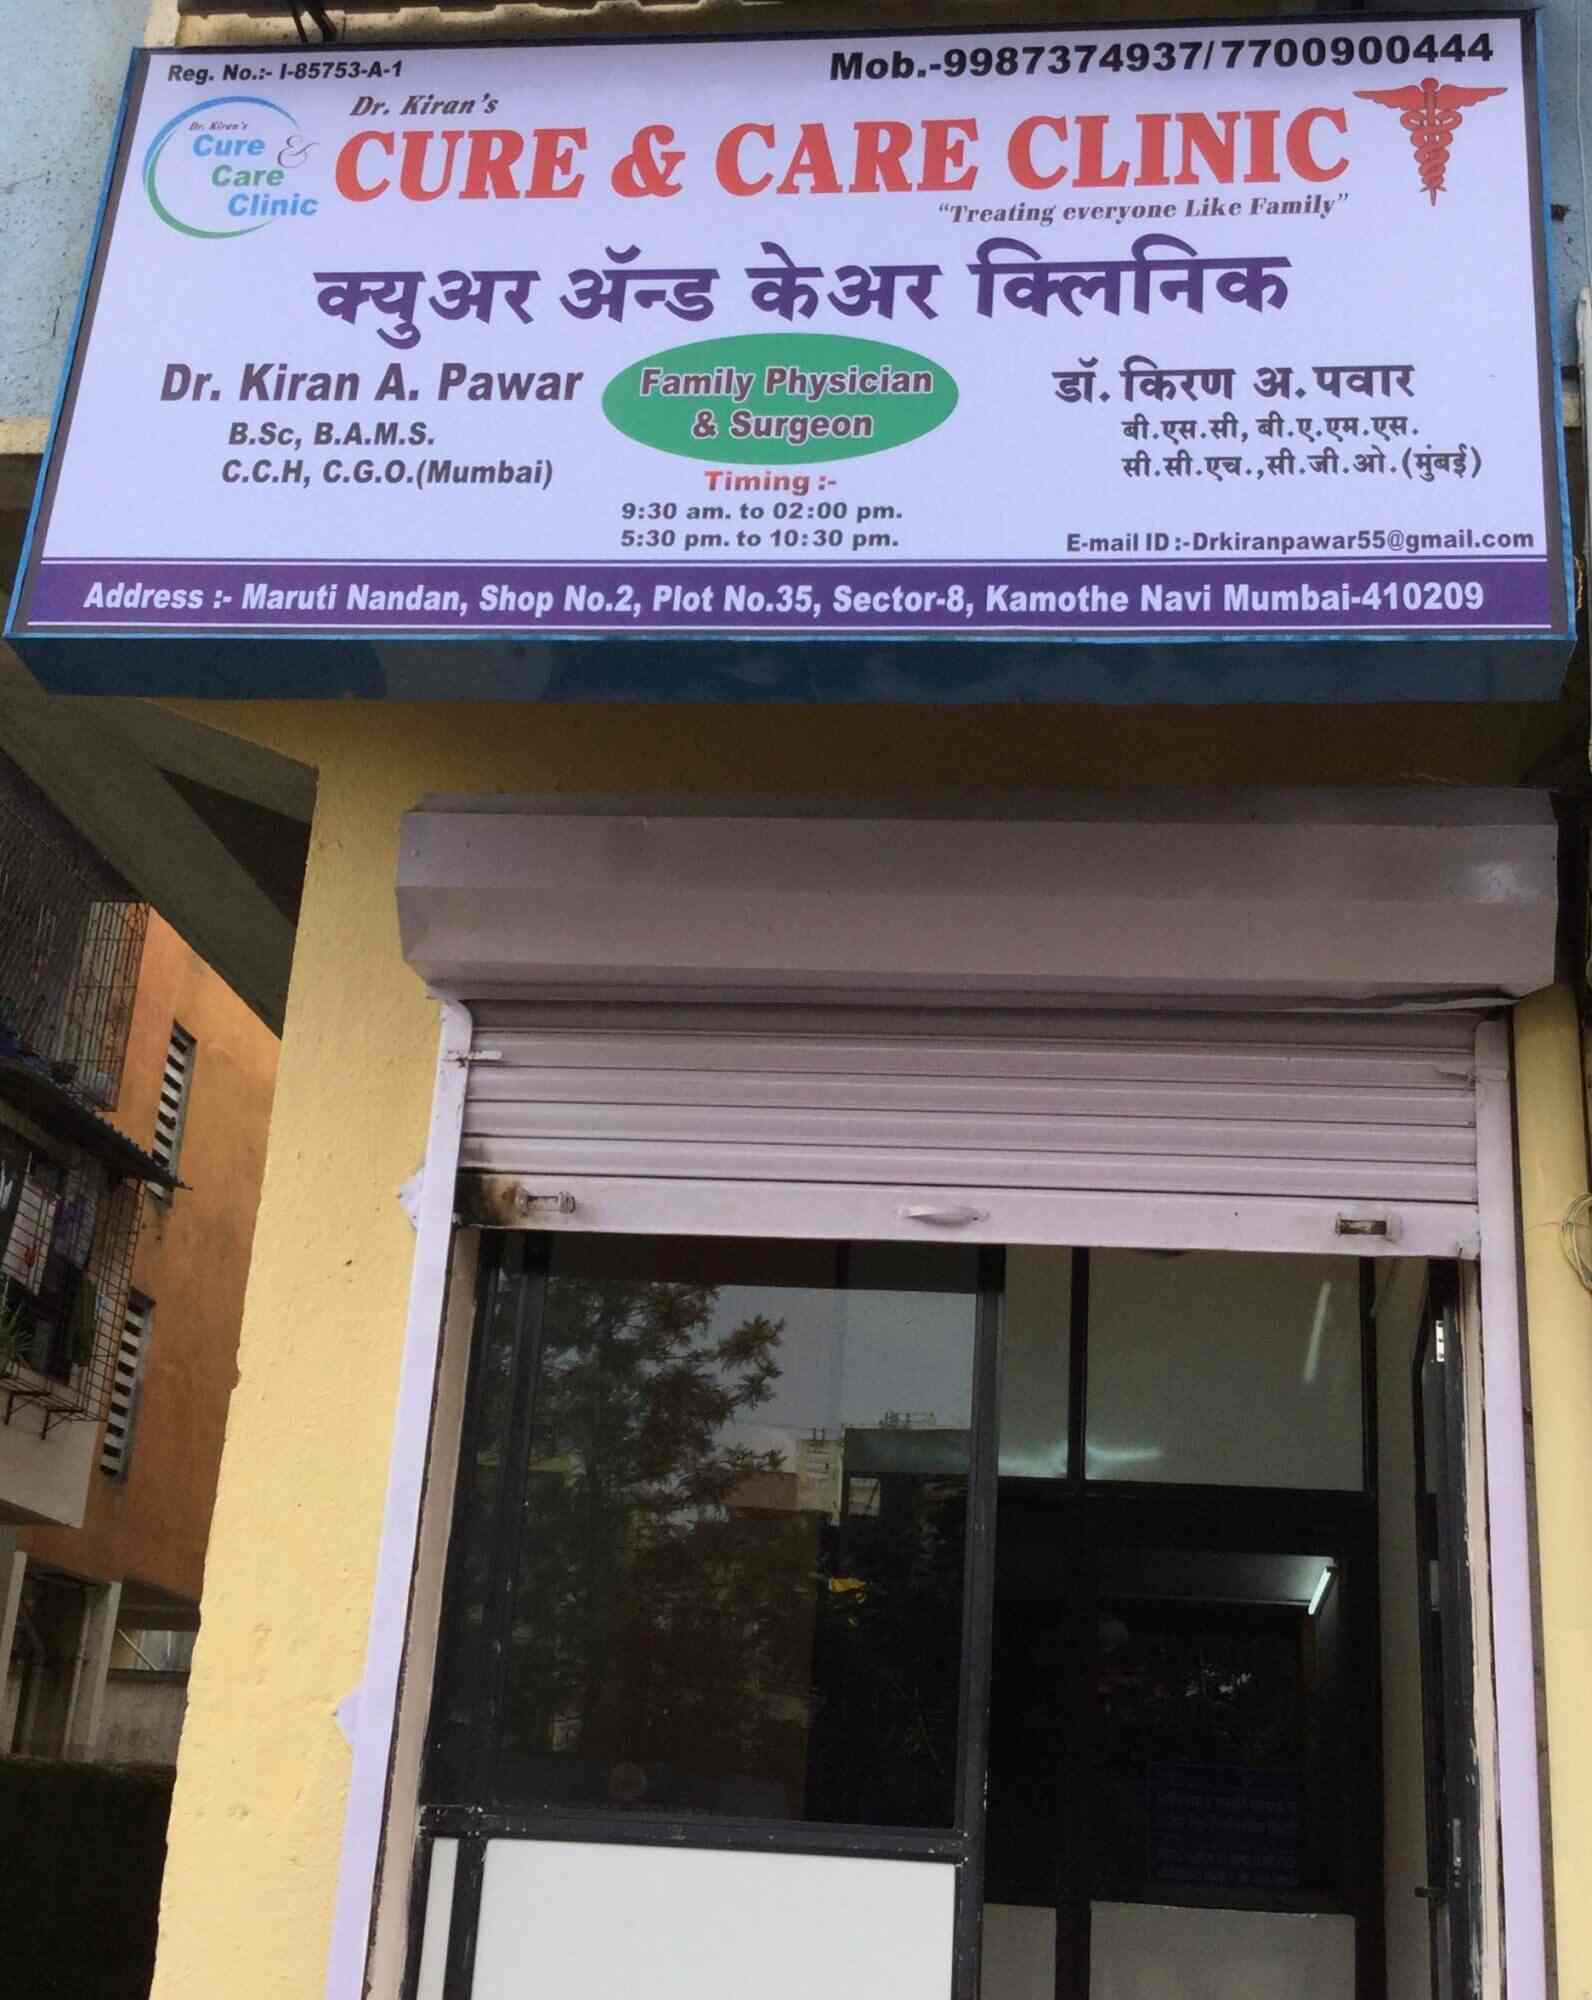 Reg. No.:- I-85753-A-1
Mob.-9987374937/7700900444
Dr. Kiran's
Cure &
Care
Clinic
Dr. Kiran's
CURE & CARE CLINIC
“Treating everyone Like Family”
क्युअर ॲन्ड केअर क्लिनिक
Dr. Kiran A. Pawar
B.Sc, B.A.M.S.
C.C.H, C.G.O.(Mumbai)
Family Physician
& Surgeon
Timing :-
9:30 am. to 02:00 pm.
5:30 pm. to 10:30 pm.
डॉ. किरण अ. पवार
बी.एस.सी, बी.ए.एम.एस.
सी.सी.एच.,सी.जी.ओ.(मुंबई)
E-mail ID :-Drkiranpawar55@gmail.com
Address :- Maruti Nandan, Shop No.2, Plot No.35, Sector-8, Kamothe Navi Mumbai-410209